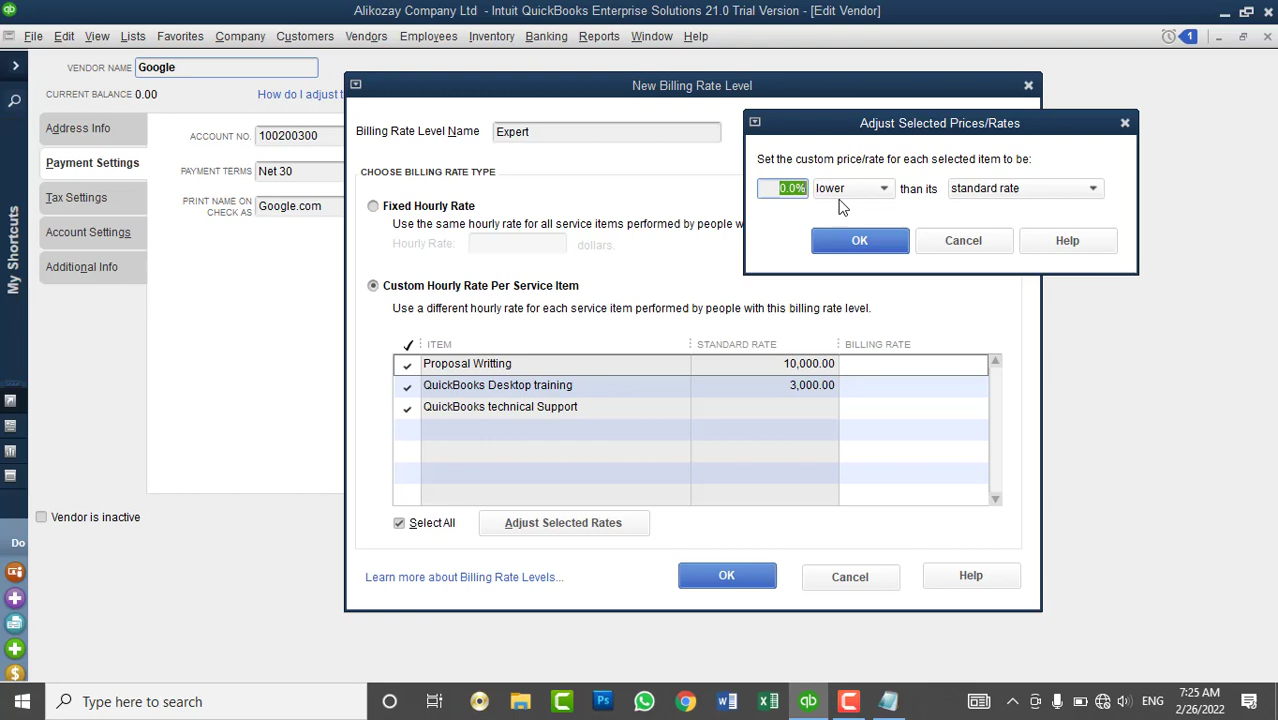 Alikozay Company Ltd - Intuit QuickBooks Enterprise Solutions 21.0 Trial Version - [Edit Vendor]
File Edit View Lists Favorites Company Customers Vendors Employees Inventory Banking Reports Window Help 1
VENDOR NAME Google
CURRENT BALANCE 0.00 How do I adjust t
Address Info
Payment Settings
Tax Settings
Account Settings
Additional Info
ACCOUNT NO. 100200300
PAYMENT TERMS Net 30
PRINT NAME ON
CHECK AS Google.com
Vendor is inactive
My Shortcuts
Do
New Billing Rate Level
Billing Rate Level Name Expert
CHOOSE BILLING RATE TYPE
Fixed Hourly Rate
Use the same hourly rate for all service items performed by people w
Hourly Rate: dollars.
Custom Hourly Rate Per Service Item
Use a different hourly rate for each service item performed by people with this billing rate level.
ITEM STANDARD RATE BILLING RATE
Proposal Writting 10,000.00
QuickBooks Desktop training 3,000.00
QuickBooks technical Support
Select All Adjust Selected Rates
Learn more about Billing Rate Levels... OK Cancel Help
Adjust Selected Prices/Rates
Set the custom price/rate for each selected item to be:
0.0% lower than its standard rate
OK Cancel Help
Type here to search
ENG
7:25 AM
2/26/2022